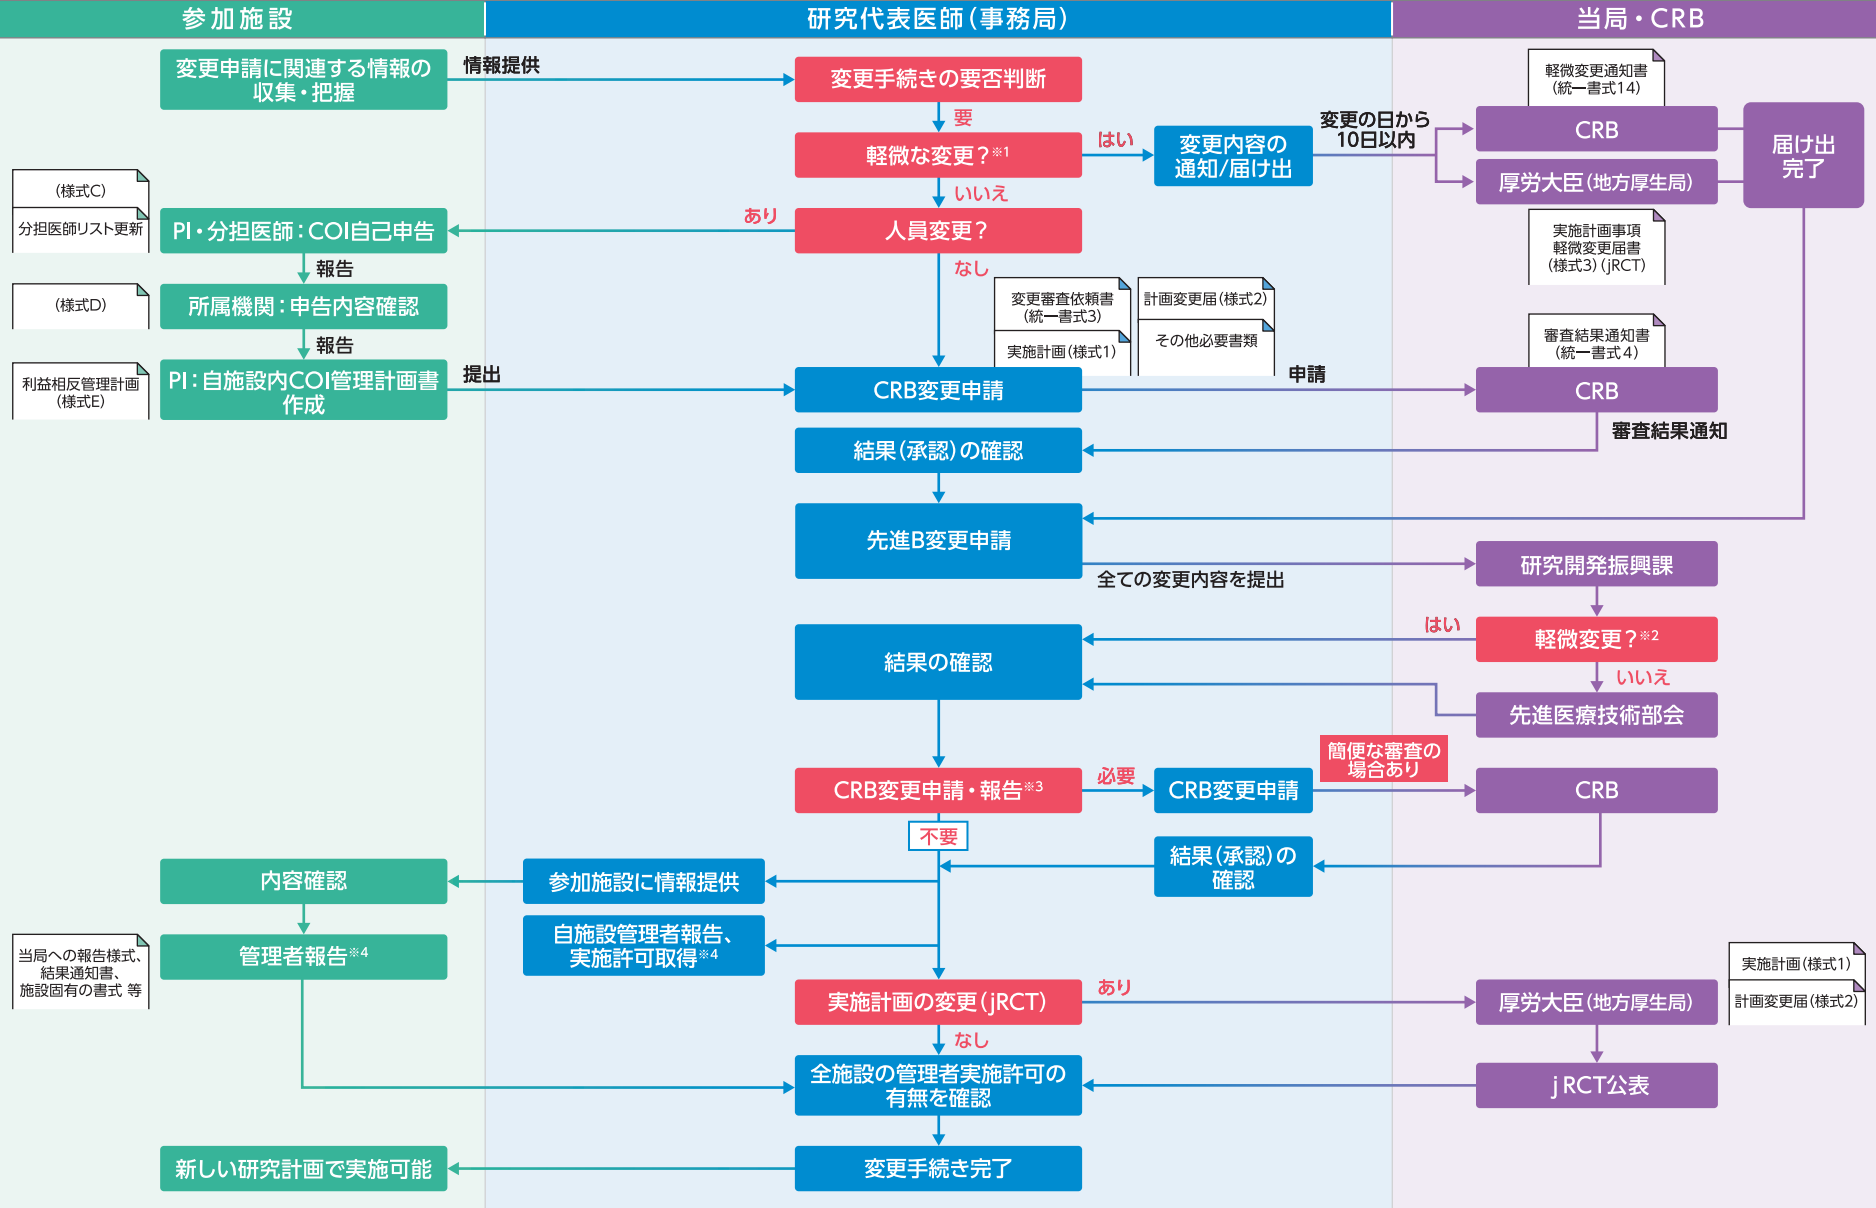 参加施設
研究代表医師（事務局）
当局・CRB
変更申請に関連する情報の
収集・把握
情報提供
変更手続きの要否判断
要
軽微な変更？※1
はい
変更内容の
通知/届け出
変更の日から
10日以内
軽微変更通知書
（統一書式14）
CRB
厚労大臣（地方厚生局）
届け出
完了
実施計画事項
軽微変更届書
（様式3）（jRCT）
いいえ
人員変更？
あり
なし
（様式C）
分担医師リスト更新
PI・分担医師：COI自己申告
報告
（様式D）
所属機関：申告内容確認
報告
利益相反管理計画
（様式E）
PI：自施設内COI管理計画書
作成
提出
変更審査依頼書
（統一書式3）
実施計画（様式1）
計画変更届（様式2）
その他必要書類
CRB変更申請
申請
審査結果通知書
（統一書式4）
CRB
審査結果通知
結果（承認）の確認
先進B変更申請
全ての変更内容を提出
研究開発振興課
軽微変更？※2
はい
いいえ
先進医療技術部会
結果の確認
CRB変更申請・報告※3
必要
CRB変更申請
簡便な審査の
場合あり
CRB
不要
結果（承認）の
確認
参加施設に情報提供
内容確認
自施設管理者報告、
実施許可取得※4
管理者報告※4
当局への報告様式、
結果通知書、
施設固有の書式 等
実施計画の変更（jRCT）
あり
なし
厚労大臣（地方厚生局）
実施計画（様式1）
計画変更届（様式2）
jRCT公表
全施設の管理者実施許可の
有無を確認
変更手続き完了
新しい研究計画で実施可能